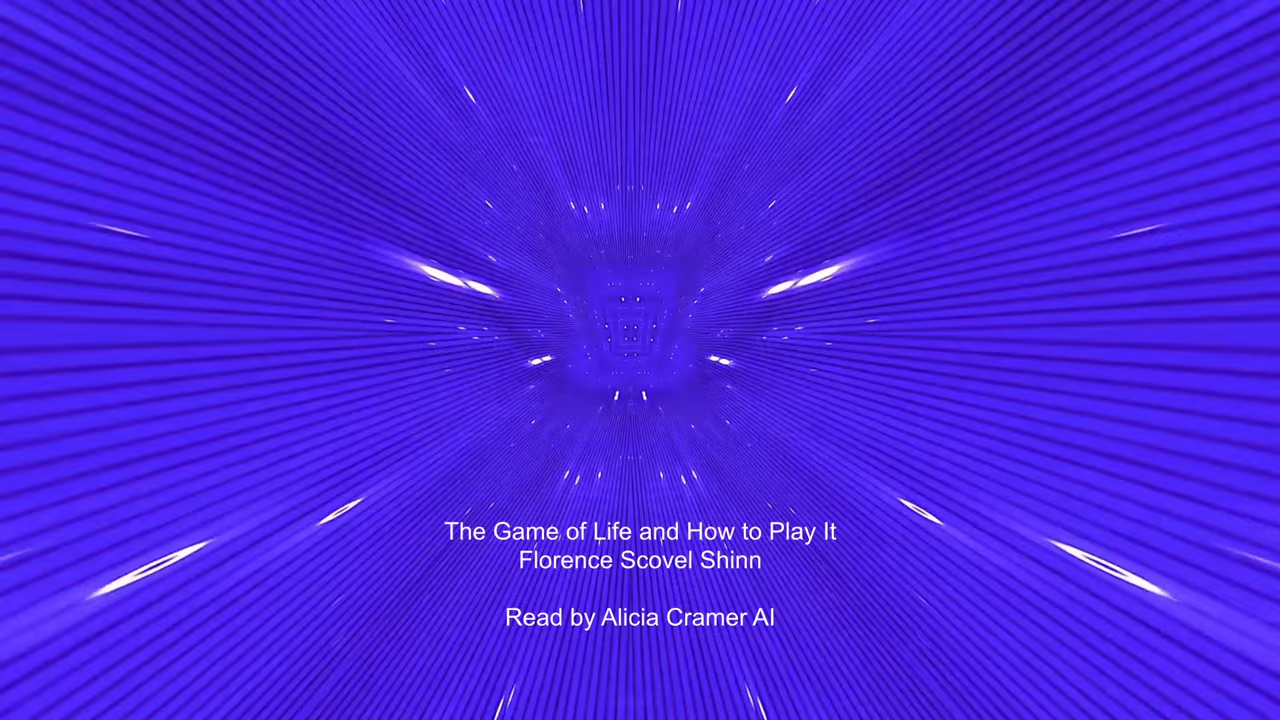 The Game of Life and How to Play It
Florence Scovel Shinn
Read by Alicia Cramer AI